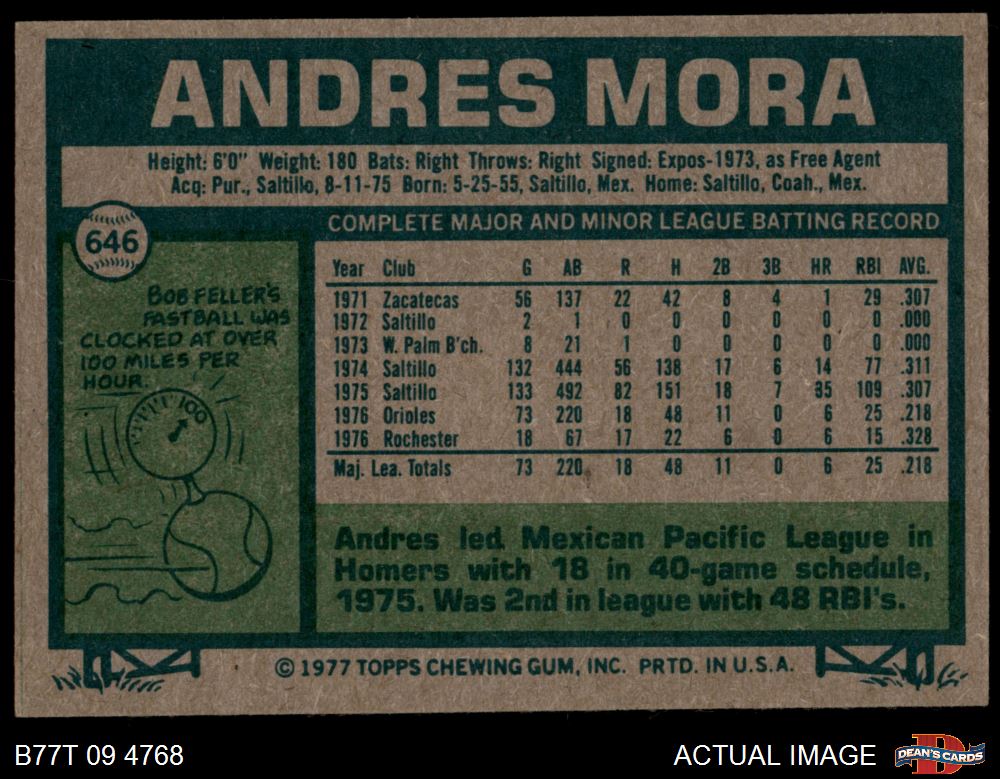 ANDRES MORA
Height: 6'0" Weight: 180 Bats: Right Throws: Right Signed: Expos-1973, as Free Agent
Acq: Pur., Saltillo, 8-11-75 Born: 5-25-55, Saltillo, Mex. Home: Saltillo, Coah., Mex.
646
BOB FELLER'S
FASTBALL WAS
CLOCKED AT OVER
100 MILES PER
HOUR.
100
COMPLETE MAJOR AND MINOR LEAGUE BATTING RECORD
Year Club G AB R H 2B 3B HR RBI AVG.
1971 Zacatecas 56 137 22 42 8 4 1 29 .307
1972 Saltillo 2 1 0 0 0 0 0 0 .000
1973 W. Palm B'ch. 8 21 1 0 0 0 0 0 .000
1974 Saltillo 132 444 56 138 17 6 14 77 .311
1975 Saltillo 133 492 82 151 18 7 35 109 .307
1976 Orioles 73 220 18 48 11 0 6 25 .218
1976 Rochester 18 67 17 22 6 0 6 15 .328
Maj. Lea. Totals 73 220 18 48 11 0 6 25 .218
Andres led Mexican Pacific League in
Homers with 18 in 40-game schedule,
1975. Was 2nd in league with 48 RBI's.
© 1977 TOPPS CHEWING GUM, INC. PRTD. IN U.S.A.
B77T 09 4768
ACTUAL IMAGE
DEAN'S CARDS